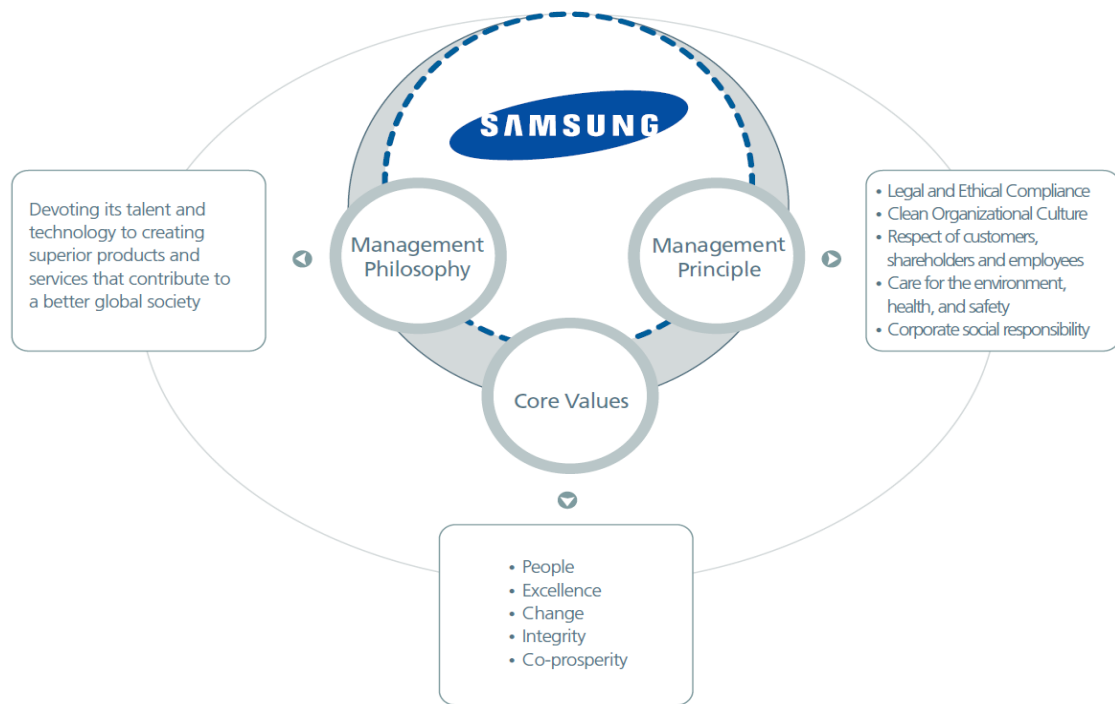 SAMSUNG
Management
Philosophy
Devoting its talent and
technology to creating
superior products and
services that contribute to
a better global society
Management
Principle
• Legal and Ethical Compliance
• Clean Organizational Culture
• Respect of customers,
shareholders and employees
• Care for the environment,
health, and safety
• Corporate social responsibility
Core Values
• People
• Excellence
• Change
• Integrity
• Co-prosperity